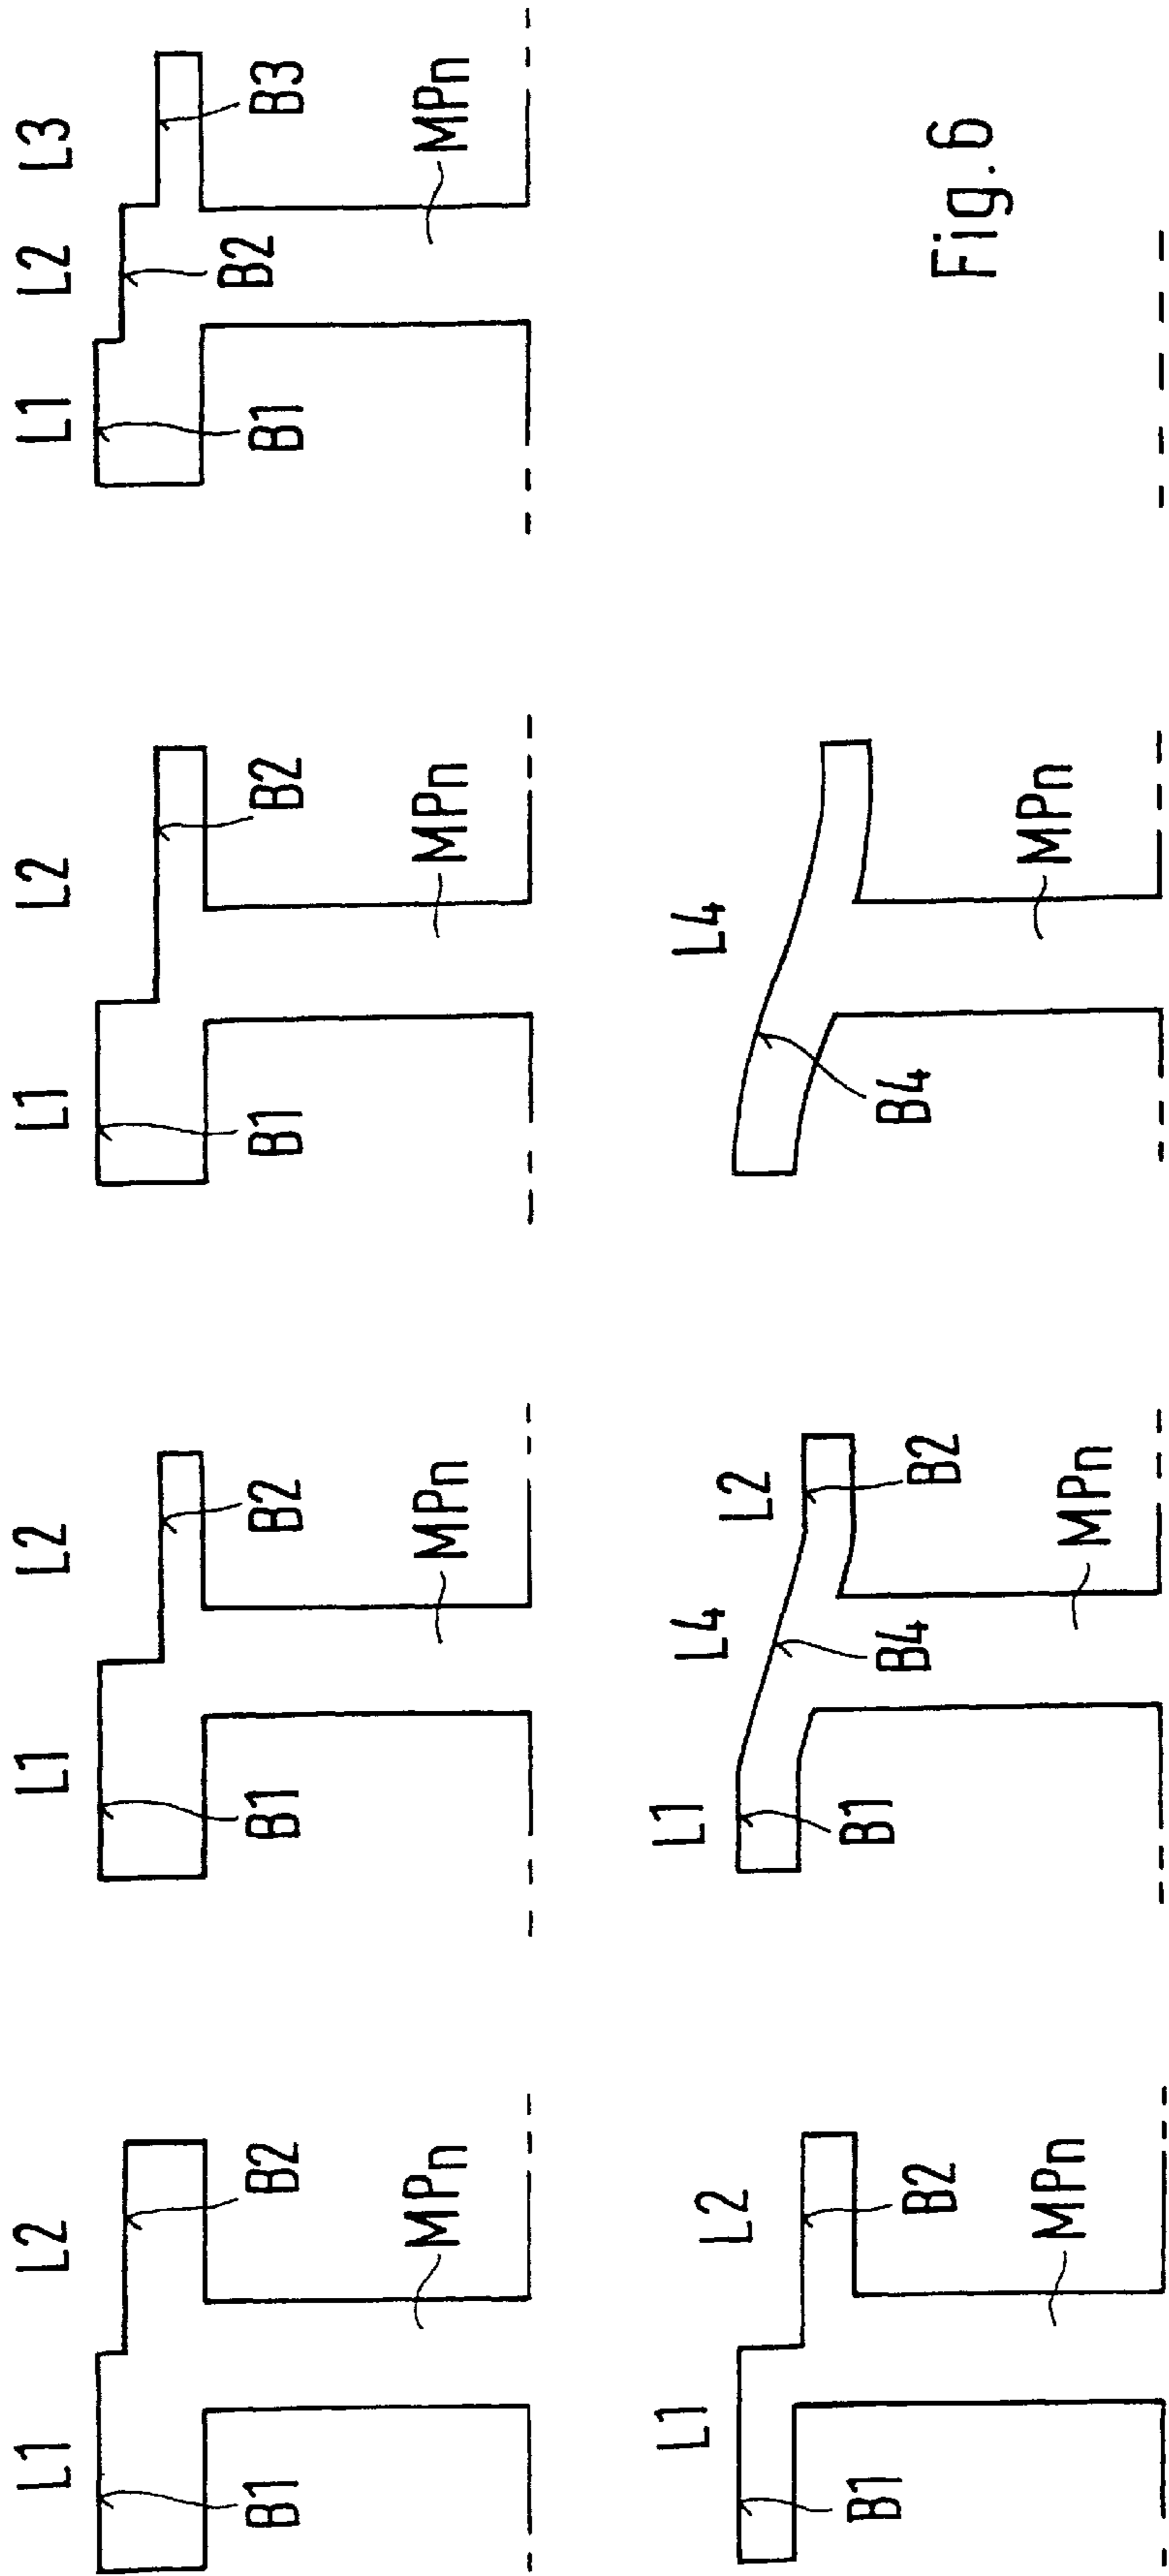 L1 L2
B1 B2
MPn
L1 L2
B1 B2
MPn
L1 L2
B1 B2
MPn
L1 L2 L3
B1 B2 B3
MPn
L1 L2
B1 B2
MPn
L1 L4 L2
B1 B4 B2
MPn
L4
B4
MPn
Fig. 6